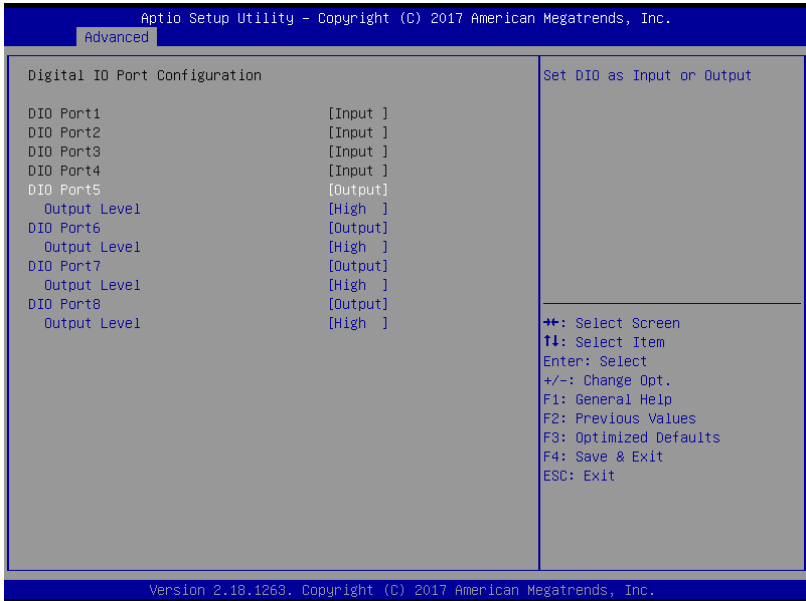 Aptio Setup Utility – Copyright (C) 2017 American Megatrends, Inc.
Advanced
Digital IO Port Configuration
DIO Port1 [Input ]
DIO Port2 [Input ]
DIO Port3 [Input ]
DIO Port4 [Input ]
DIO Port5 [Output]
Output Level [High ]
DIO Port6 [Output]
Output Level [High ]
DIO Port7 [Output]
Output Level [High ]
DIO Port8 [Output]
Output Level [High ]
Set DIO as Input or Output
→←: Select Screen
↑↓: Select Item
Enter: Select
+/-: Change Opt.
F1: General Help
F2: Previous Values
F3: Optimized Defaults
F4: Save & Exit
ESC: Exit
Version 2.18.1263. Copyright (C) 2017 American Megatrends, Inc.